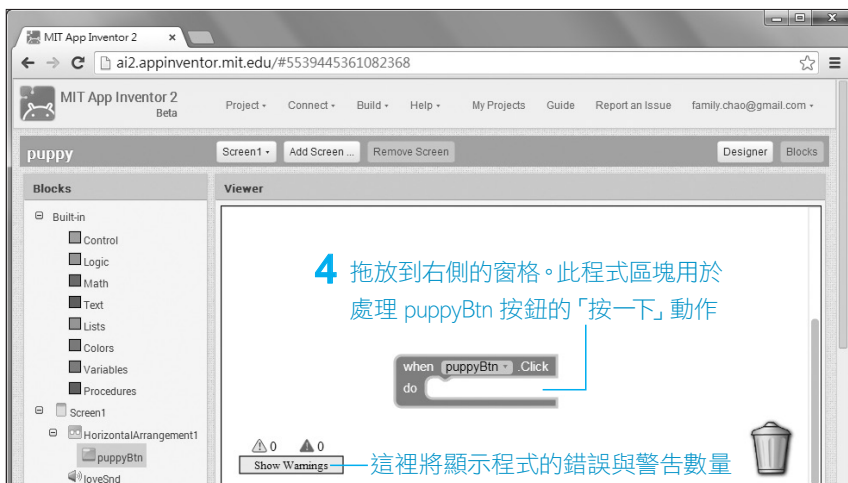 MIT App Inventor 2
ai2.appinventor.mit.edu/#5539445361082368
MIT App Inventor 2
Beta
Project Connect Build Help My Projects Guide Report an Issue family.chao@gmail.com
puppy Screen1 Add Screen ... Remove Screen Designer Blocks
Blocks Viewer
Built-in
Control
Logic
Math
Text
Lists
Colors
Variables
Procedures
Screen1
HorizontalArrangement1
puppyBtn
loveSnd
4 拖放到右側的窗格。此程式區塊用於
處理 puppyBtn 按鈕的「按一下」動作
when puppyBtn .Click
do
0 0
Show Warnings 這裡將顯示程式的錯誤與警告數量